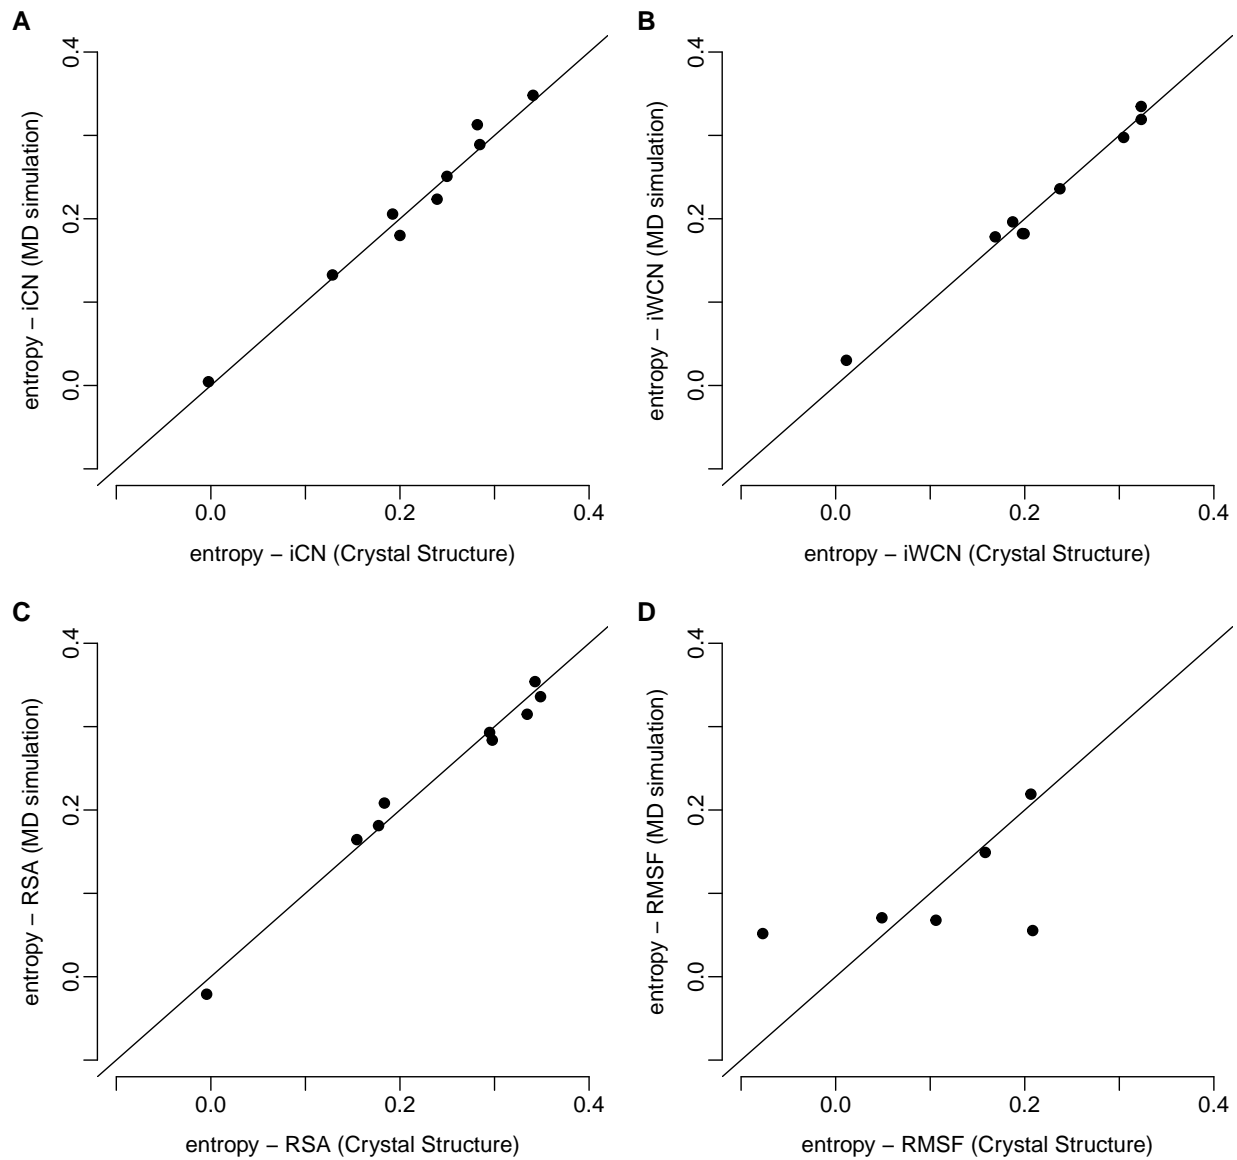 A
entropy − iCN (MD simulation)
0.0 0.2 0.4
0.0 0.2 0.4
entropy − iCN (Crystal Structure)
B
entropy − iWCN (MD simulation)
0.0 0.2 0.4
0.0 0.2 0.4
entropy − iWCN (Crystal Structure)
C
entropy − RSA (MD simulation)
0.0 0.2 0.4
0.0 0.2 0.4
entropy − RSA (Crystal Structure)
D
entropy − RMSF (MD simulation)
0.0 0.2 0.4
0.0 0.2 0.4
entropy − RMSF (Crystal Structure)